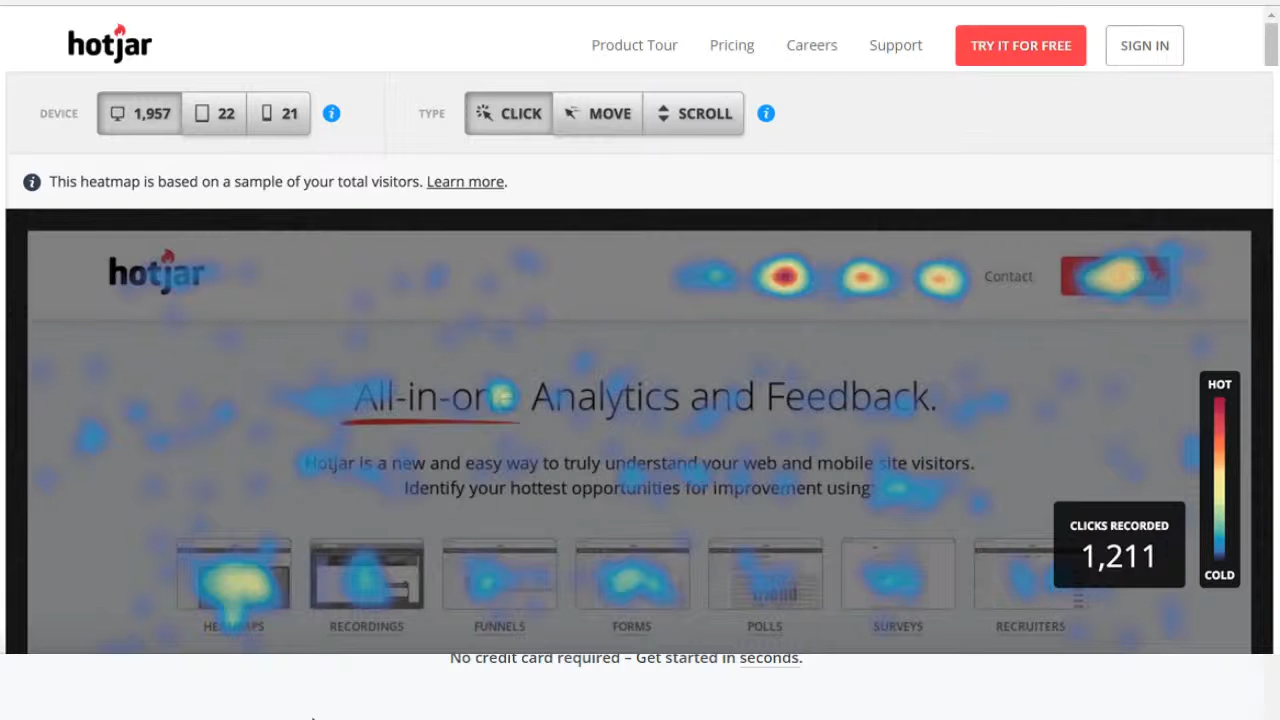 hotjar Product Tour Pricing Careers Support TRY IT FOR FREE SIGN IN
DEVICE 1,957 22 21 TYPE CLICK MOVE SCROLL
This heatmap is based on a sample of your total visitors. Learn more.
hotjar Contact
All-in-one Analytics and Feedback.
HOT
Hotjar is a new and easy way to truly understand your web and mobile site visitors.
Identify your hottest opportunities for improvement using:
CLICKS RECORDED
1,211
COLD
HEATMAPS RECORDINGS FUNNELS FORMS POLLS SURVEYS RECRUITERS
No credit card required – Get started in seconds.